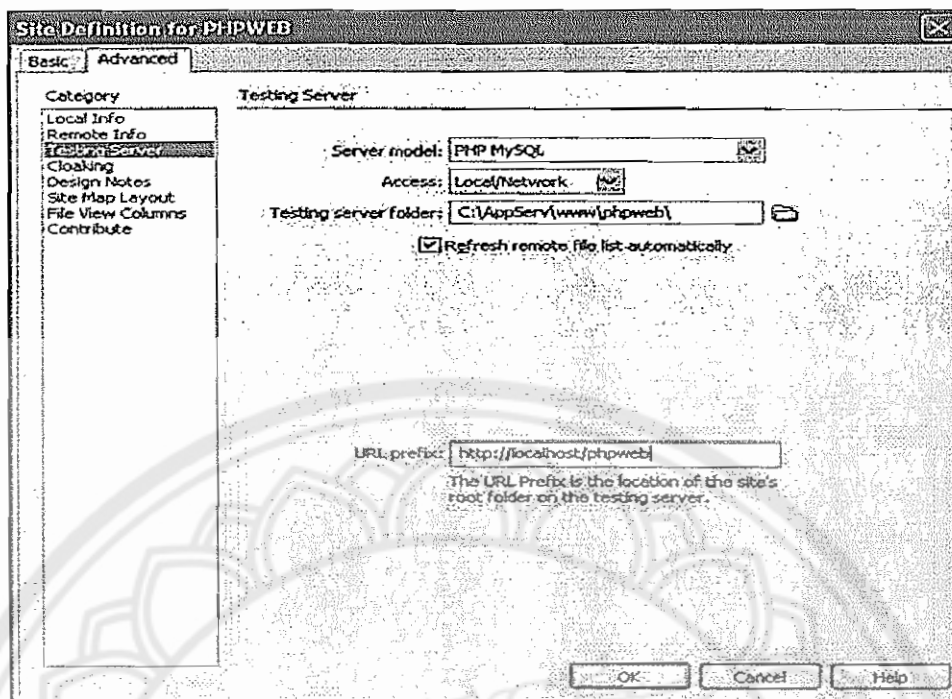 Site Definition for PHPWEB
Basic Advanced
Category
Testing Server
Local Info
Remote Info
Testing Server
Cloaking
Design Notes
Site Map Layout
File View Columns
Contribute
Server model: PHP MySQL
Access: Local/Network
Testing server folder: C:\AppServ\www\phpweb\
Refresh remote file list automatically
URL prefix: http://localhost/phpweb
The URL Prefix is the location of the site's
root folder on the testing server.
OK Cancel Help